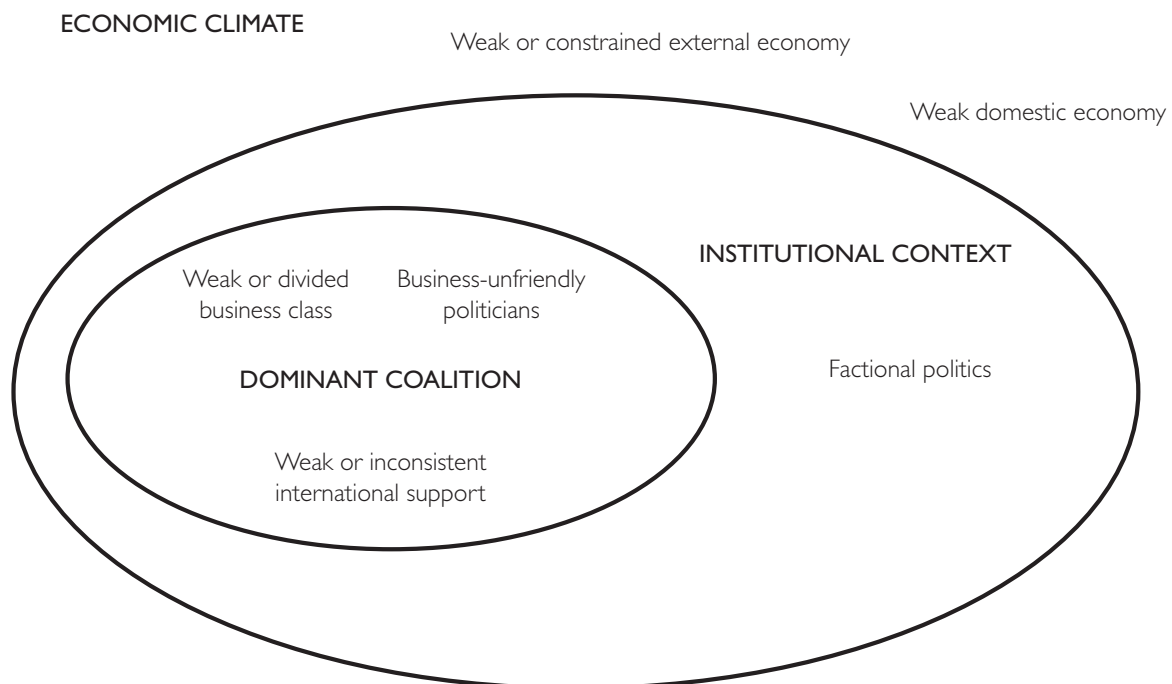 ECONOMIC CLIMATE
Weak or constrained external economy
Weak domestic economy
INSTITUTIONAL CONTEXT
Weak or divided
business class
Business-unfriendly
politicians
DOMINANT COALITION
Factional politics
Weak or inconsistent
international support